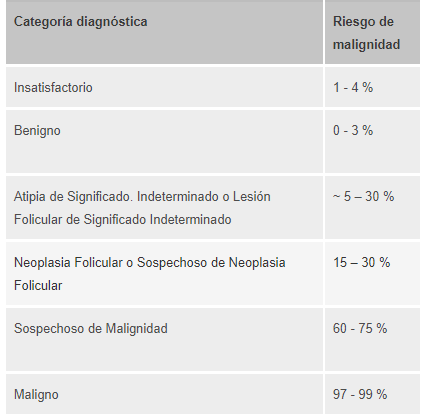 Categoría diagnóstica
Riesgo de
malignidad
Insatisfactorio
1 - 4 %
Benigno
0 - 3 %
Atipia de Significado. Indeterminado o Lesión
Folicular de Significado Indeterminado
~ 5 – 30 %
Neoplasia Folicular o Sospechoso de Neoplasia
Folicular
15 – 30 %
Sospechoso de Malignidad
60 - 75 %
Maligno
97 - 99 %